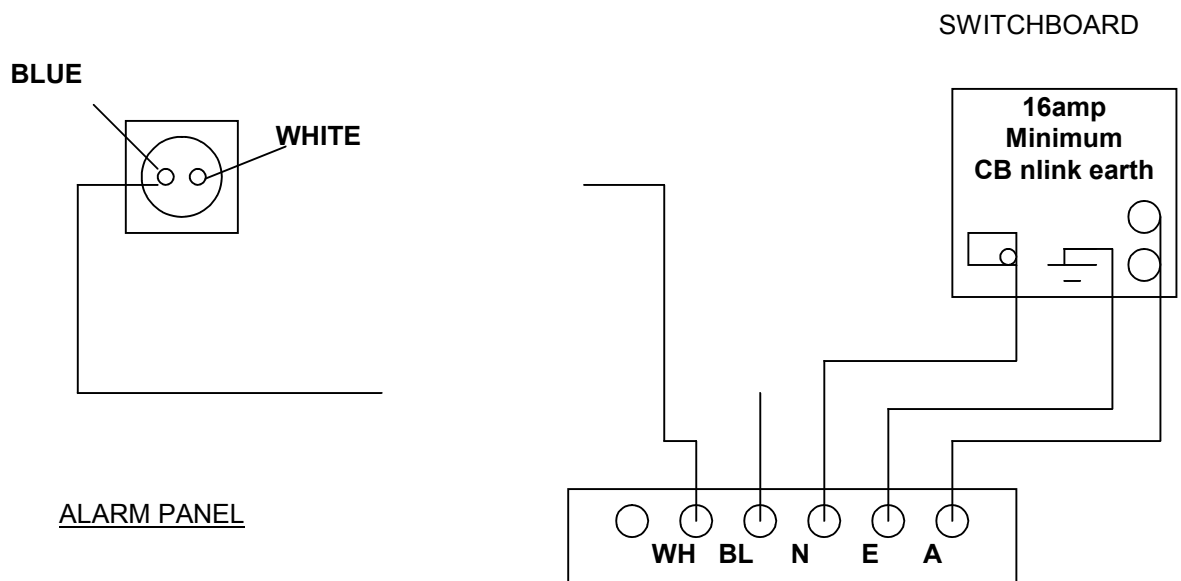 SWITCHBOARD
BLUE
16amp
Minimum
CB nlink earth
WHITE
ALARM PANEL
WH BL N E A